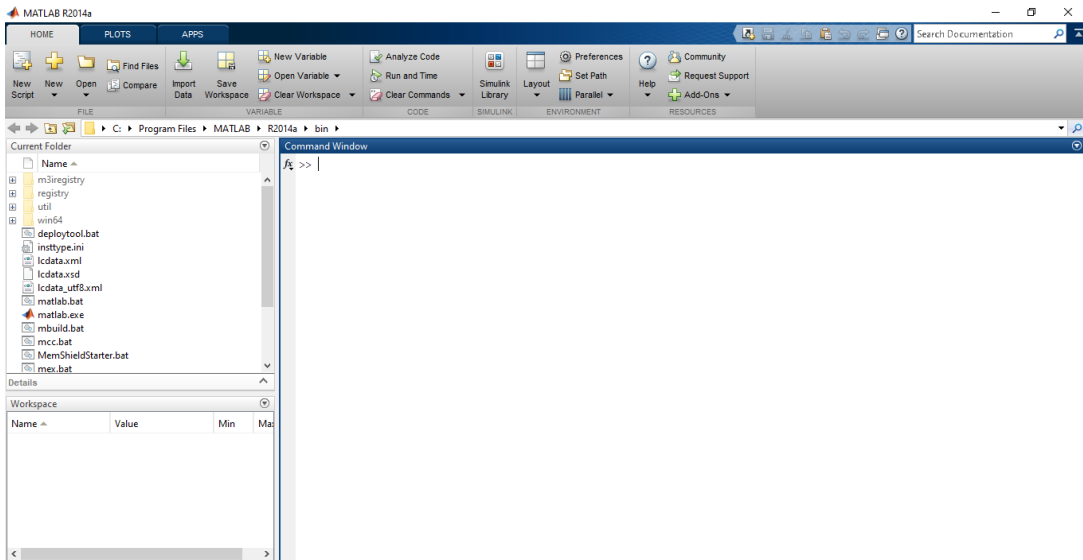 MATLAB R2014a
HOME PLOTS APPS Search Documentation
New Script New Open Find Files Compare Import Data Save Workspace New Variable Open Variable Clear Workspace Analyze Code Run and Time Clear Commands Simulink Library Layout Preferences Set Path Parallel Help Community Request Support Add-Ons
FILE VARIABLE CODE SIMULINK ENVIRONMENT RESOURCES
C: Program Files MATLAB R2014a bin
Current Folder
Name
m3iregistry
registry
util
win64
deploytool.bat
insttype.ini
lcdata.xml
lcdata.xsd
lcdata_utf8.xml
matlab.bat
matlab.exe
mbuild.bat
mcc.bat
MemShieldStarter.bat
mex.bat
Details
Workspace
Name Value Min Max
Command Window
fx >>